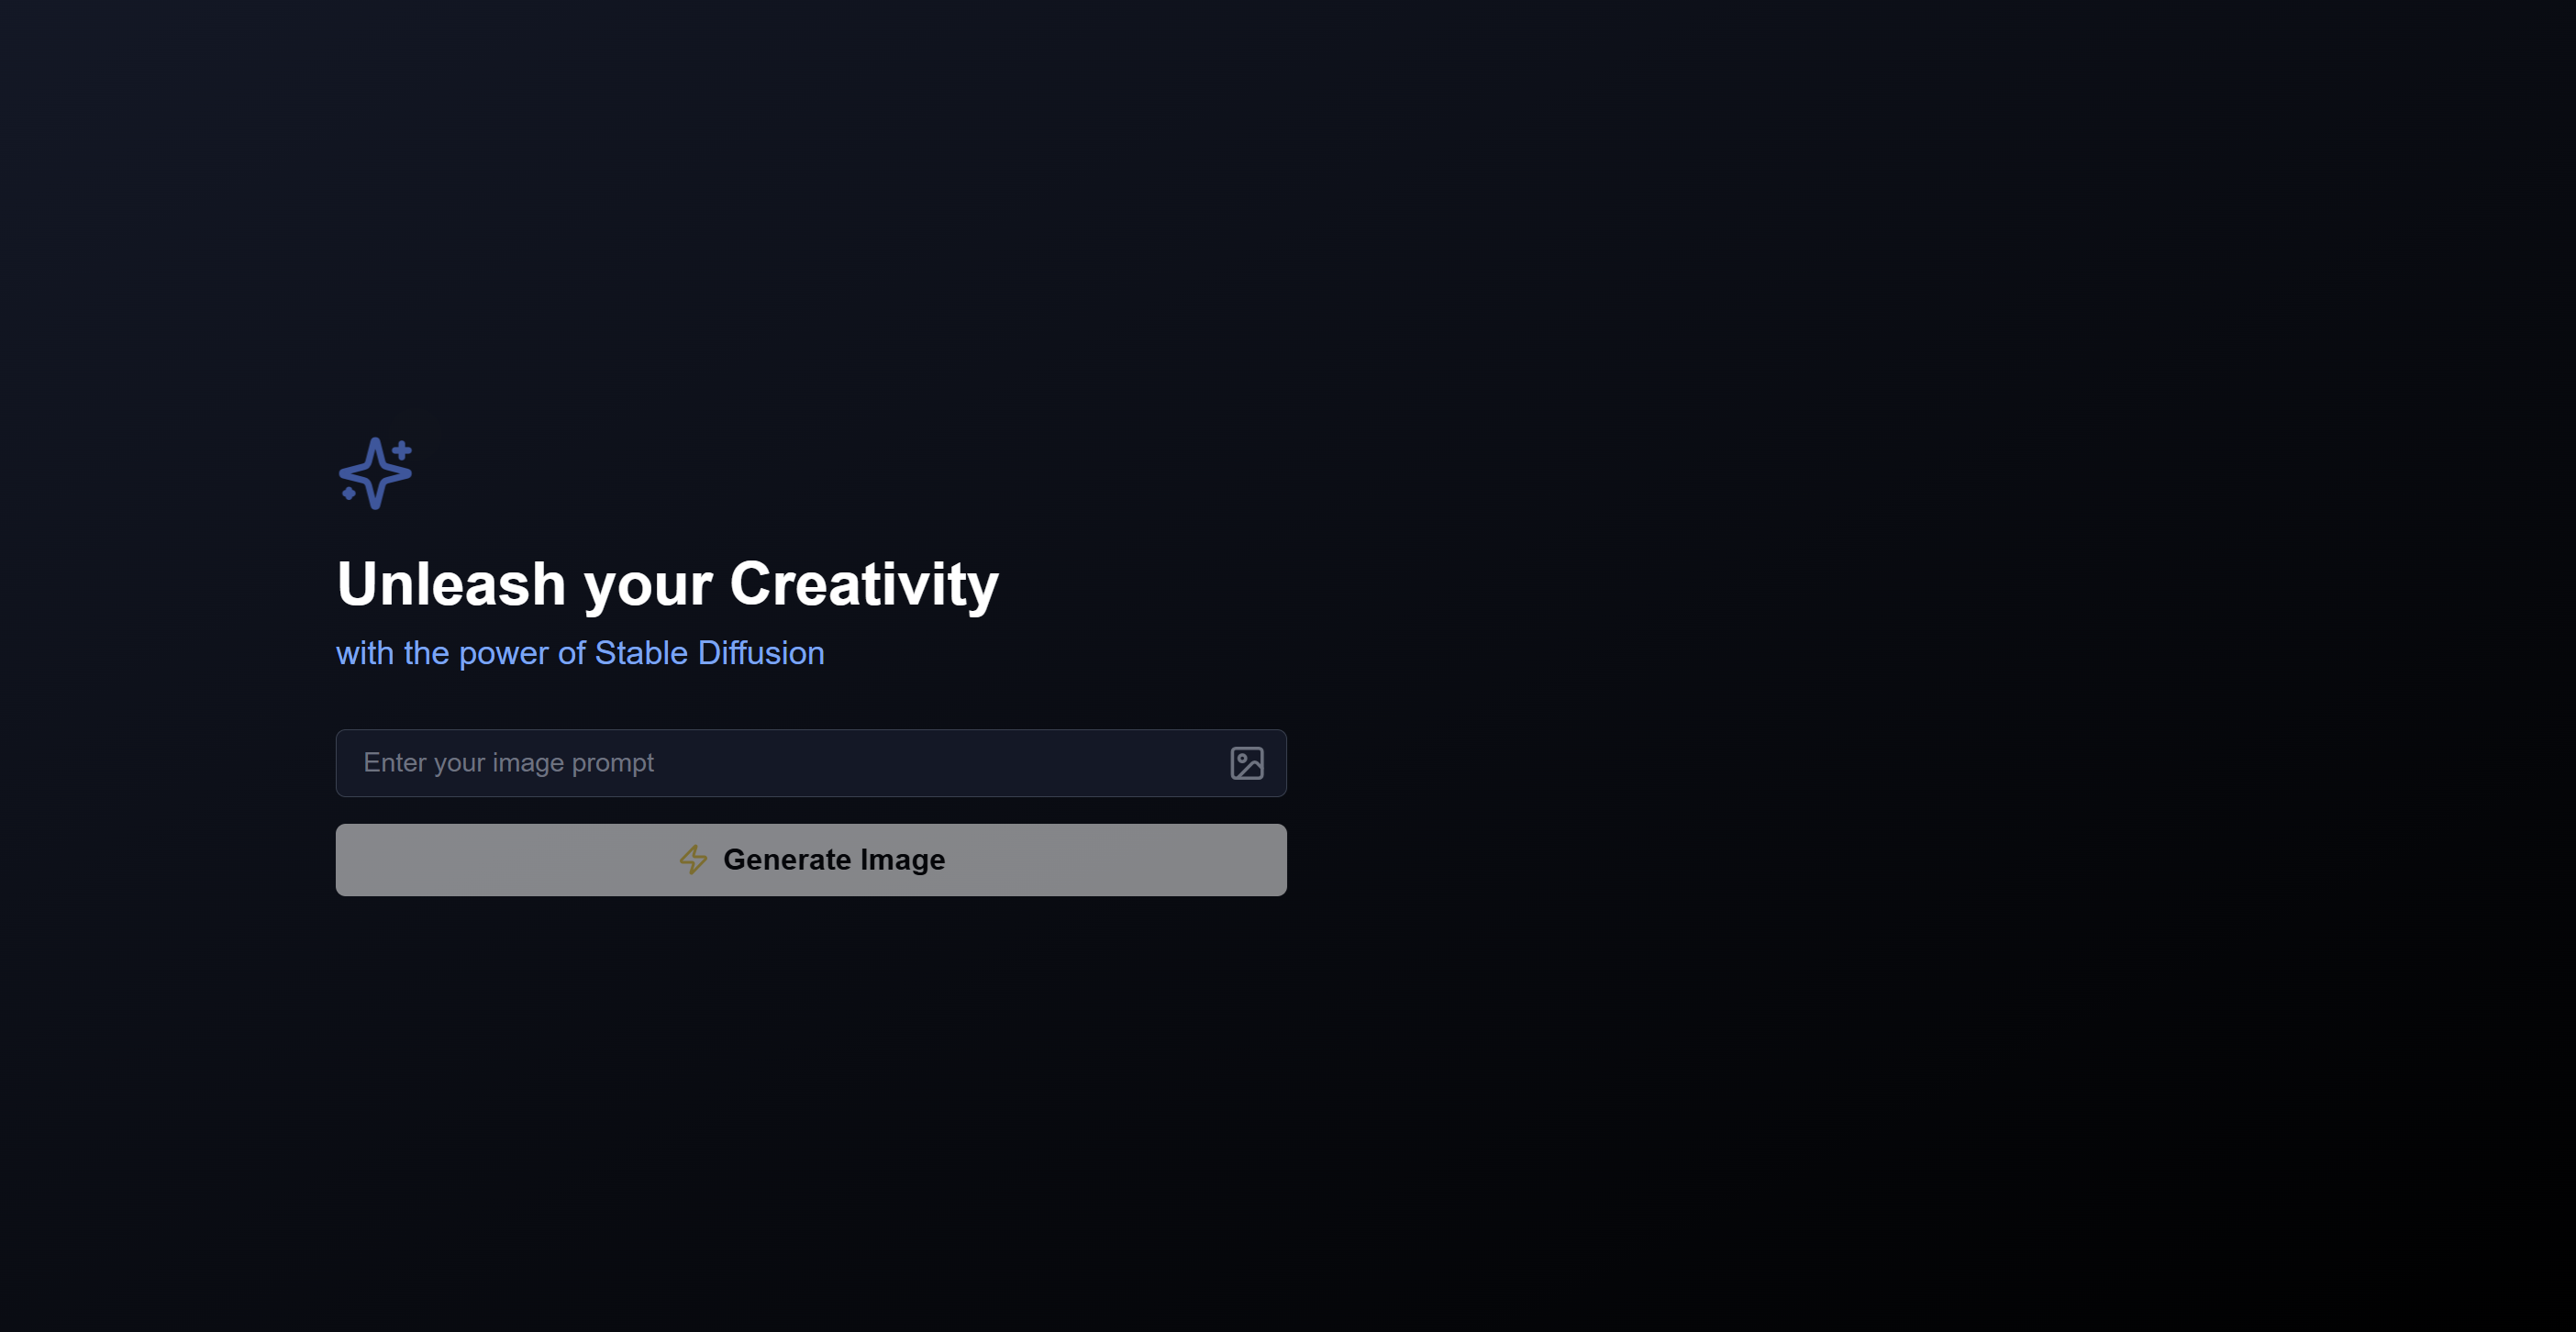 Unleash your Creativity
with the power of Stable Diffusion
Enter your image prompt
Generate Image